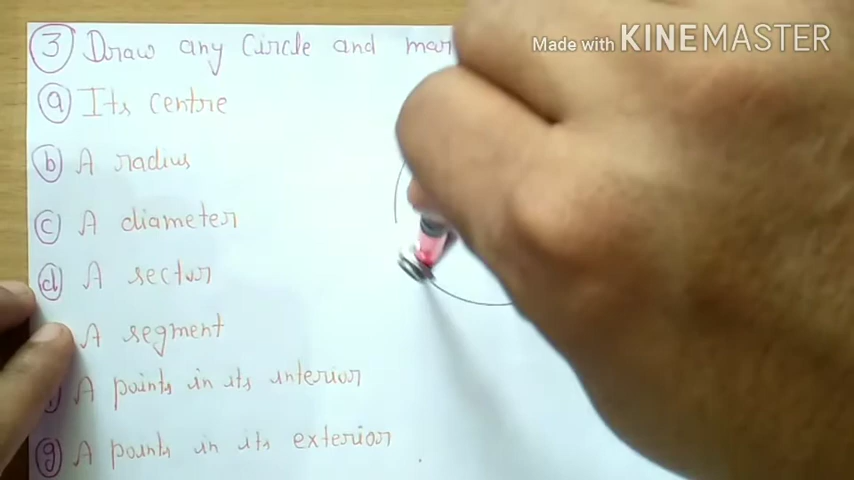 ③ Draw any Circle and mar
Made with KINEMASTER
ⓐ Its centre
ⓑ A radius
ⓒ A diameter
ⓓ A sector
A segment
A points in its interior
ⓖ A points in its exterior